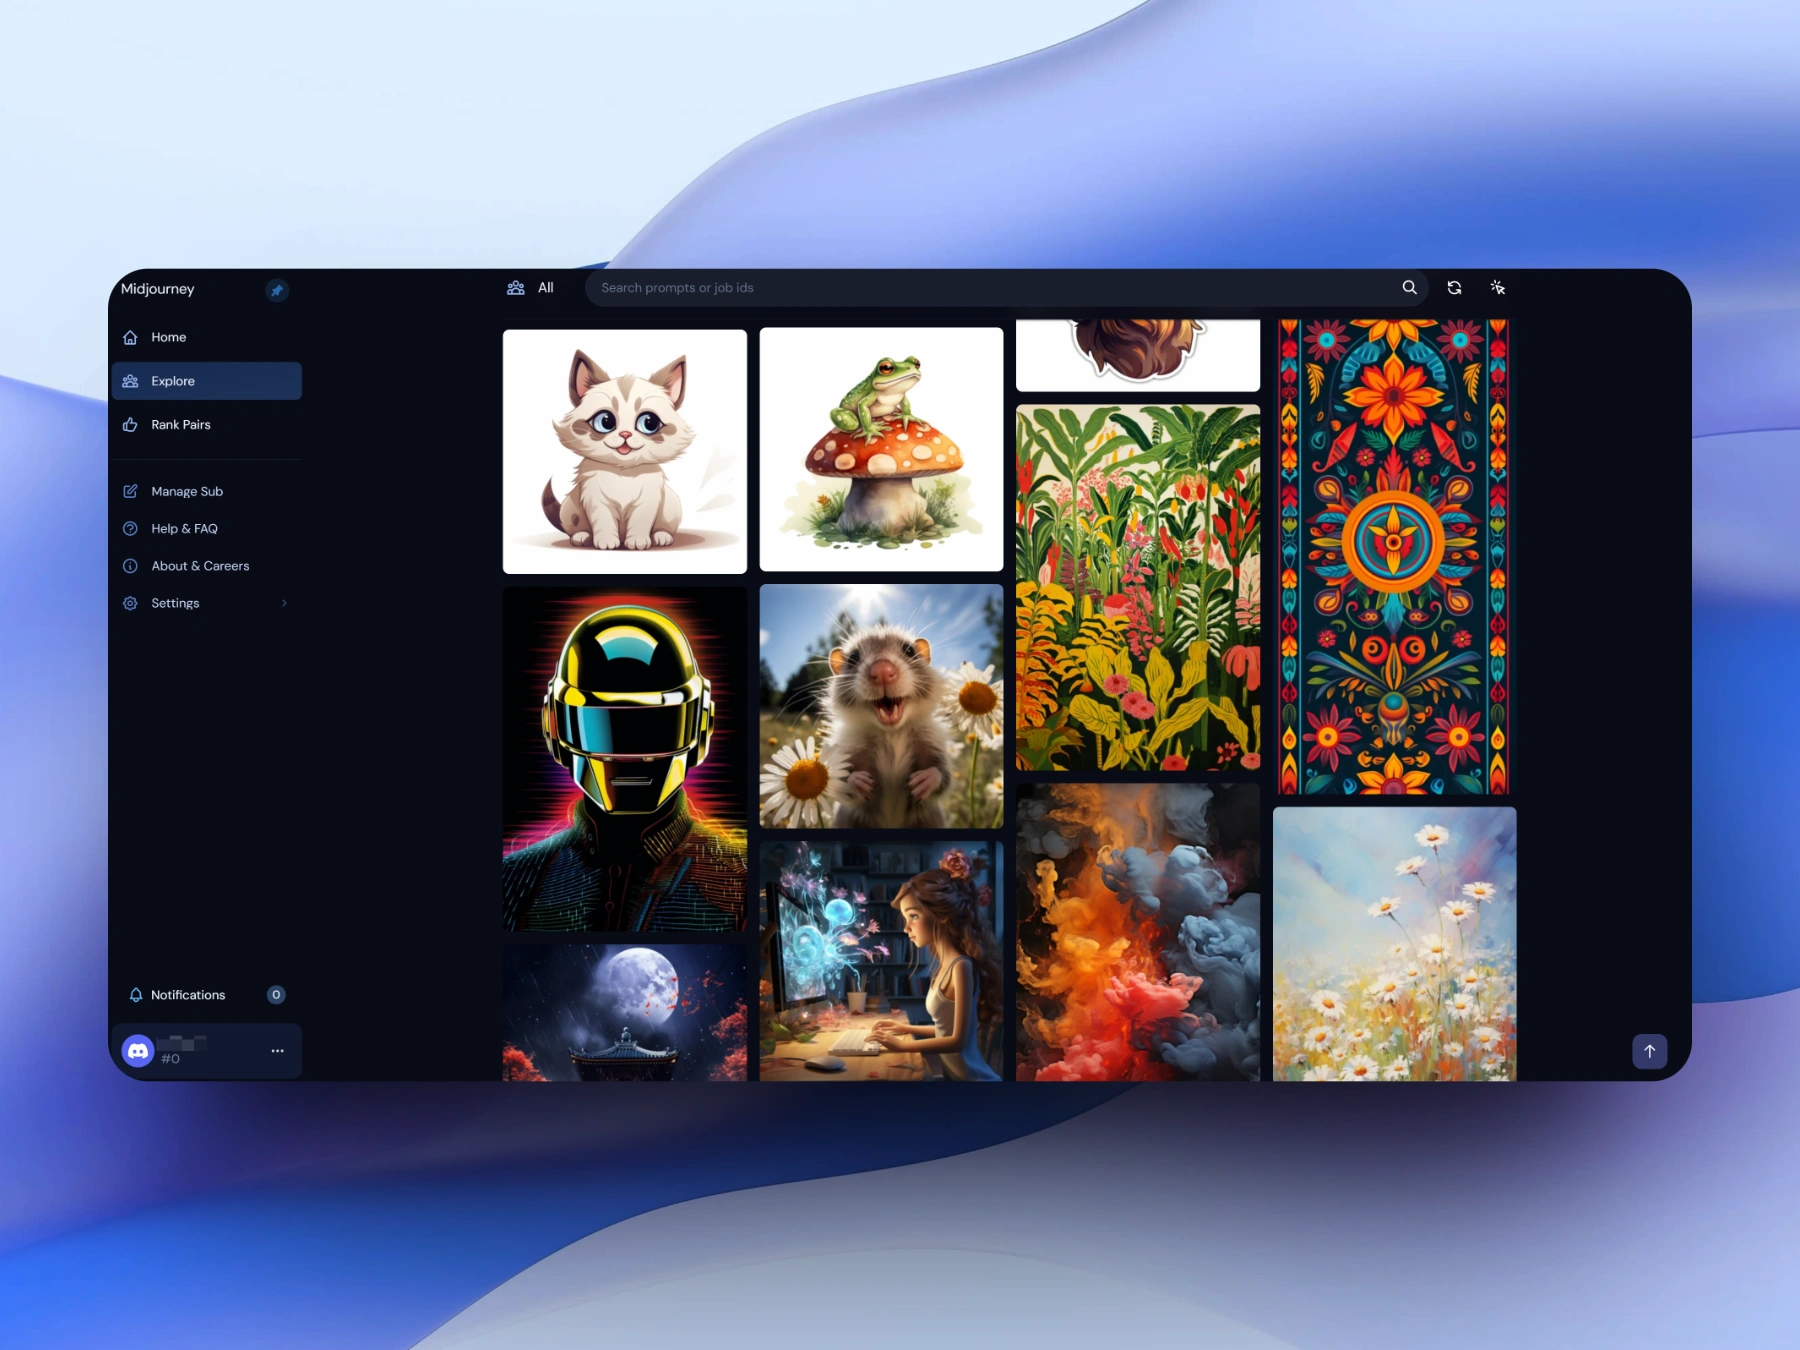 Midjourney
All
Search prompts or job ids
Home
Explore
Rank Pairs
Manage Sub
Help & FAQ
About & Careers
Settings
Notifications
0
#0